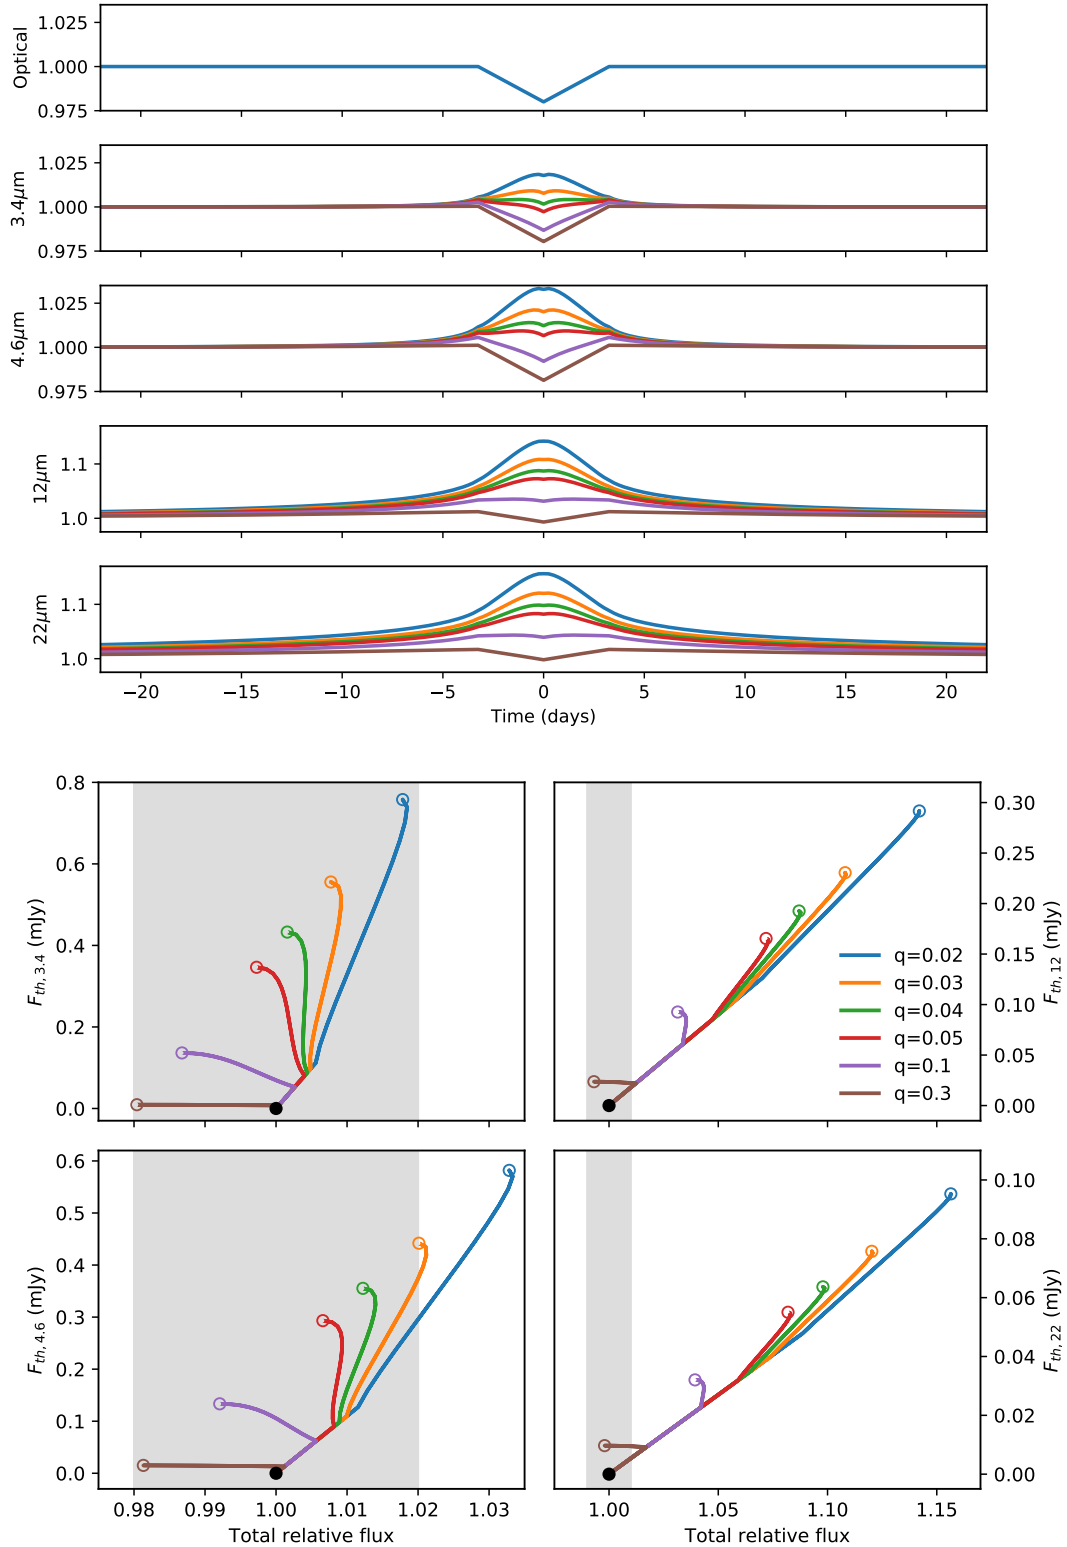 Optical
1.025
1.000
0.975
3.4μm
1.025
1.000
0.975
4.6μm
1.025
1.000
0.975
12μm
1.1
1.0
22μm
1.1
1.0
−20 −15 −10 −5 0 5 10 15 20
Time (days)
F_th, 3.4 (mJy)
0.8
0.6
0.4
0.2
0.0
0.30
0.25
0.20
0.15
0.10
0.05
0.00
F_th, 12 (mJy)
q=0.02
q=0.03
q=0.04
q=0.05
q=0.1
q=0.3
F_th, 4.6 (mJy)
0.6
0.5
0.4
0.3
0.2
0.1
0.0
0.98 0.99 1.00 1.01 1.02 1.03
Total relative flux
0.10
0.08
0.06
0.04
0.02
0.00
F_th, 22 (mJy)
1.00 1.05 1.10 1.15
Total relative flux